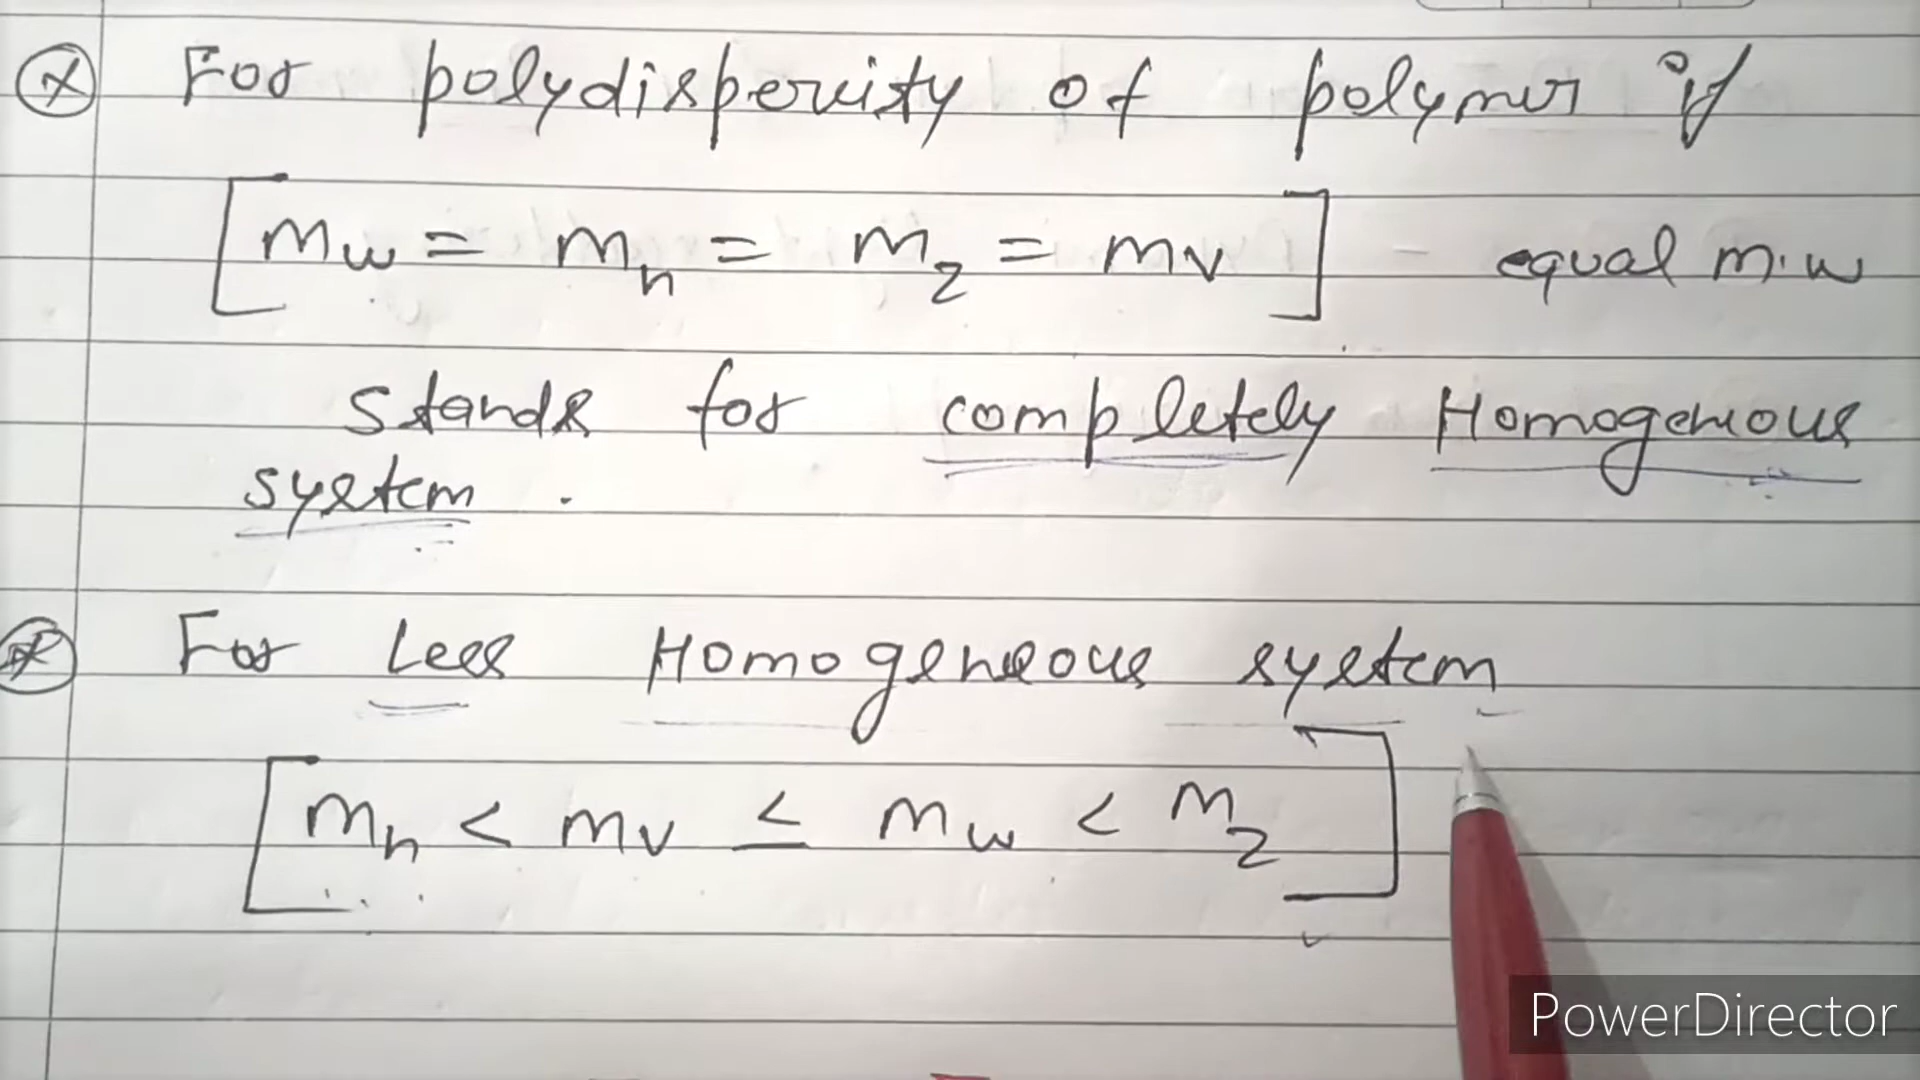 For polydispersity of polymer if
[Mw = Mn = Mz = Mv] - equal m.w
stands for completely Homogenious
system.
For Less Homogeneous system
[Mn < Mv ≤ Mw < Mz]
PowerDirector